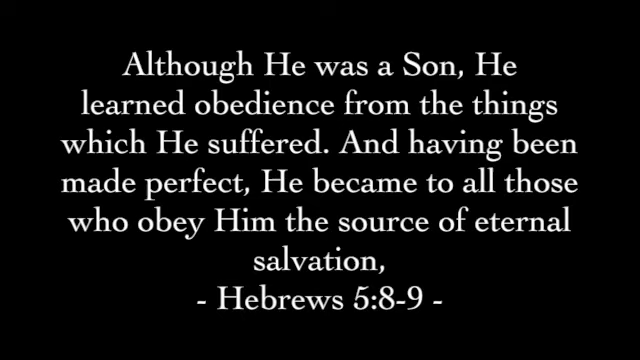 Although He was a Son, He
learned obedience from the things
which He suffered. And having been
made perfect, He became to all those
who obey Him the source of eternal
salvation,
- Hebrews 5:8-9 -